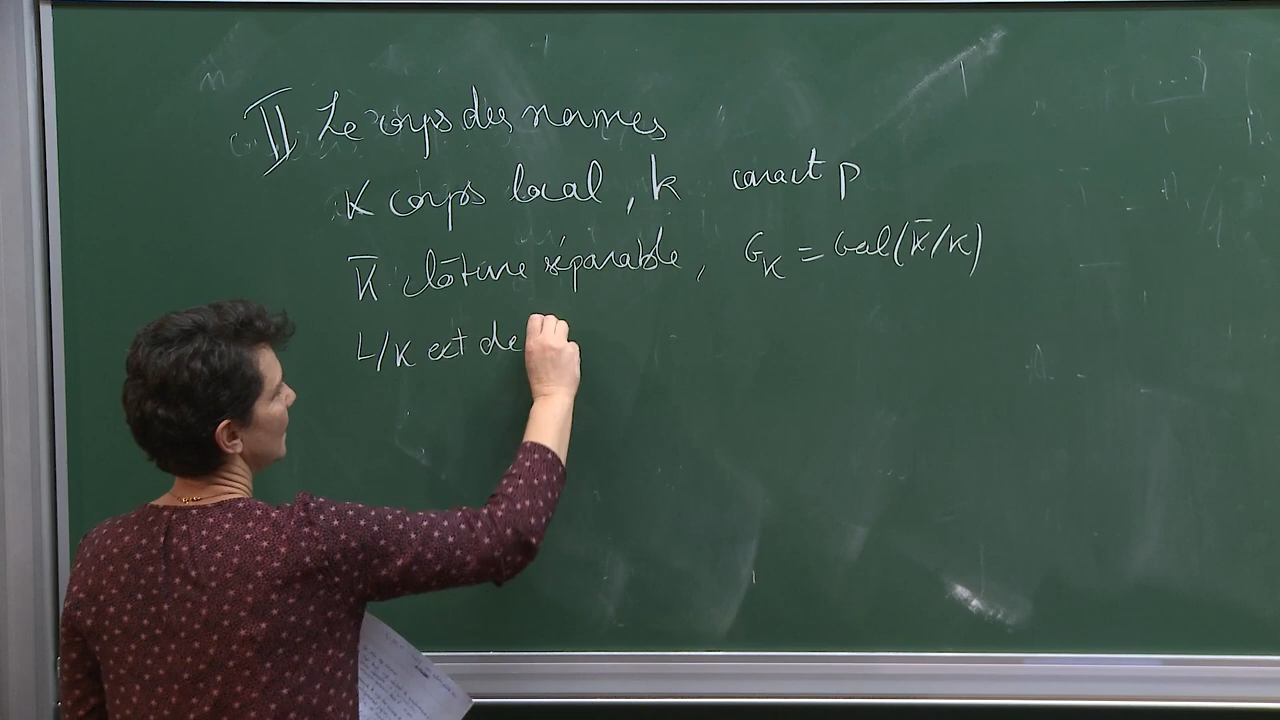 II Le corps des normes
K corps local, k caract p
K̄ clôture séparable, G_K = Gal(K̄/K)
L/K est de